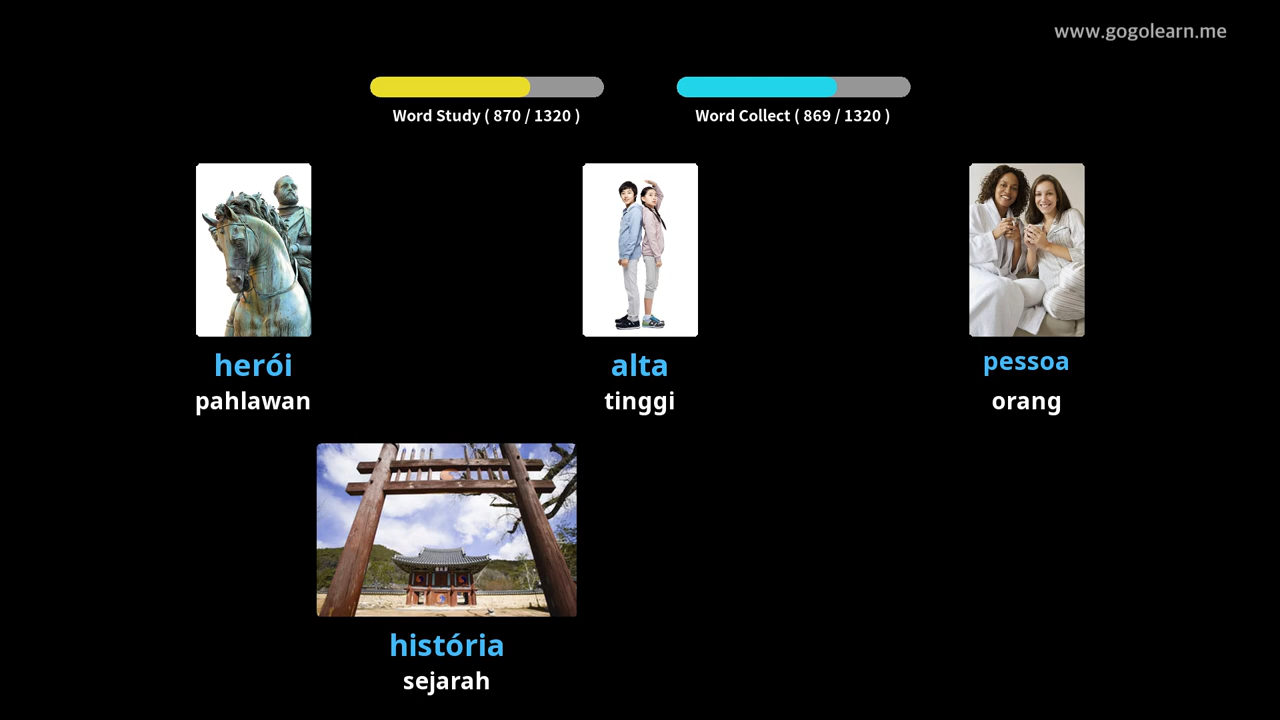 www.gogolearn.me
Word Study ( 870 / 1320 )
Word Collect ( 869 / 1320 )
herói
pahlawan
alta
tinggi
pessoa
orang
história
sejarah